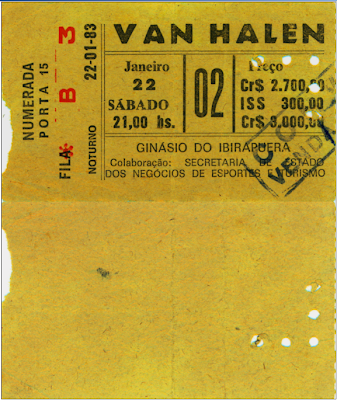 NUMERADA
PORTA 15
FILA B 3
NOTURNO 22-01-83
VAN HALEN
Janeiro
22
SÁBADO
21,00 hs.
02
Preço
Cr$ 2.700,00
ISS 300,00
Cr$ 3.000,00
GINÁSIO DO IBIRAPUERA
Colaboração: SECRETARIA DE ESTADO
DOS NEGÓCIOS DE ESPORTES E TURISMO